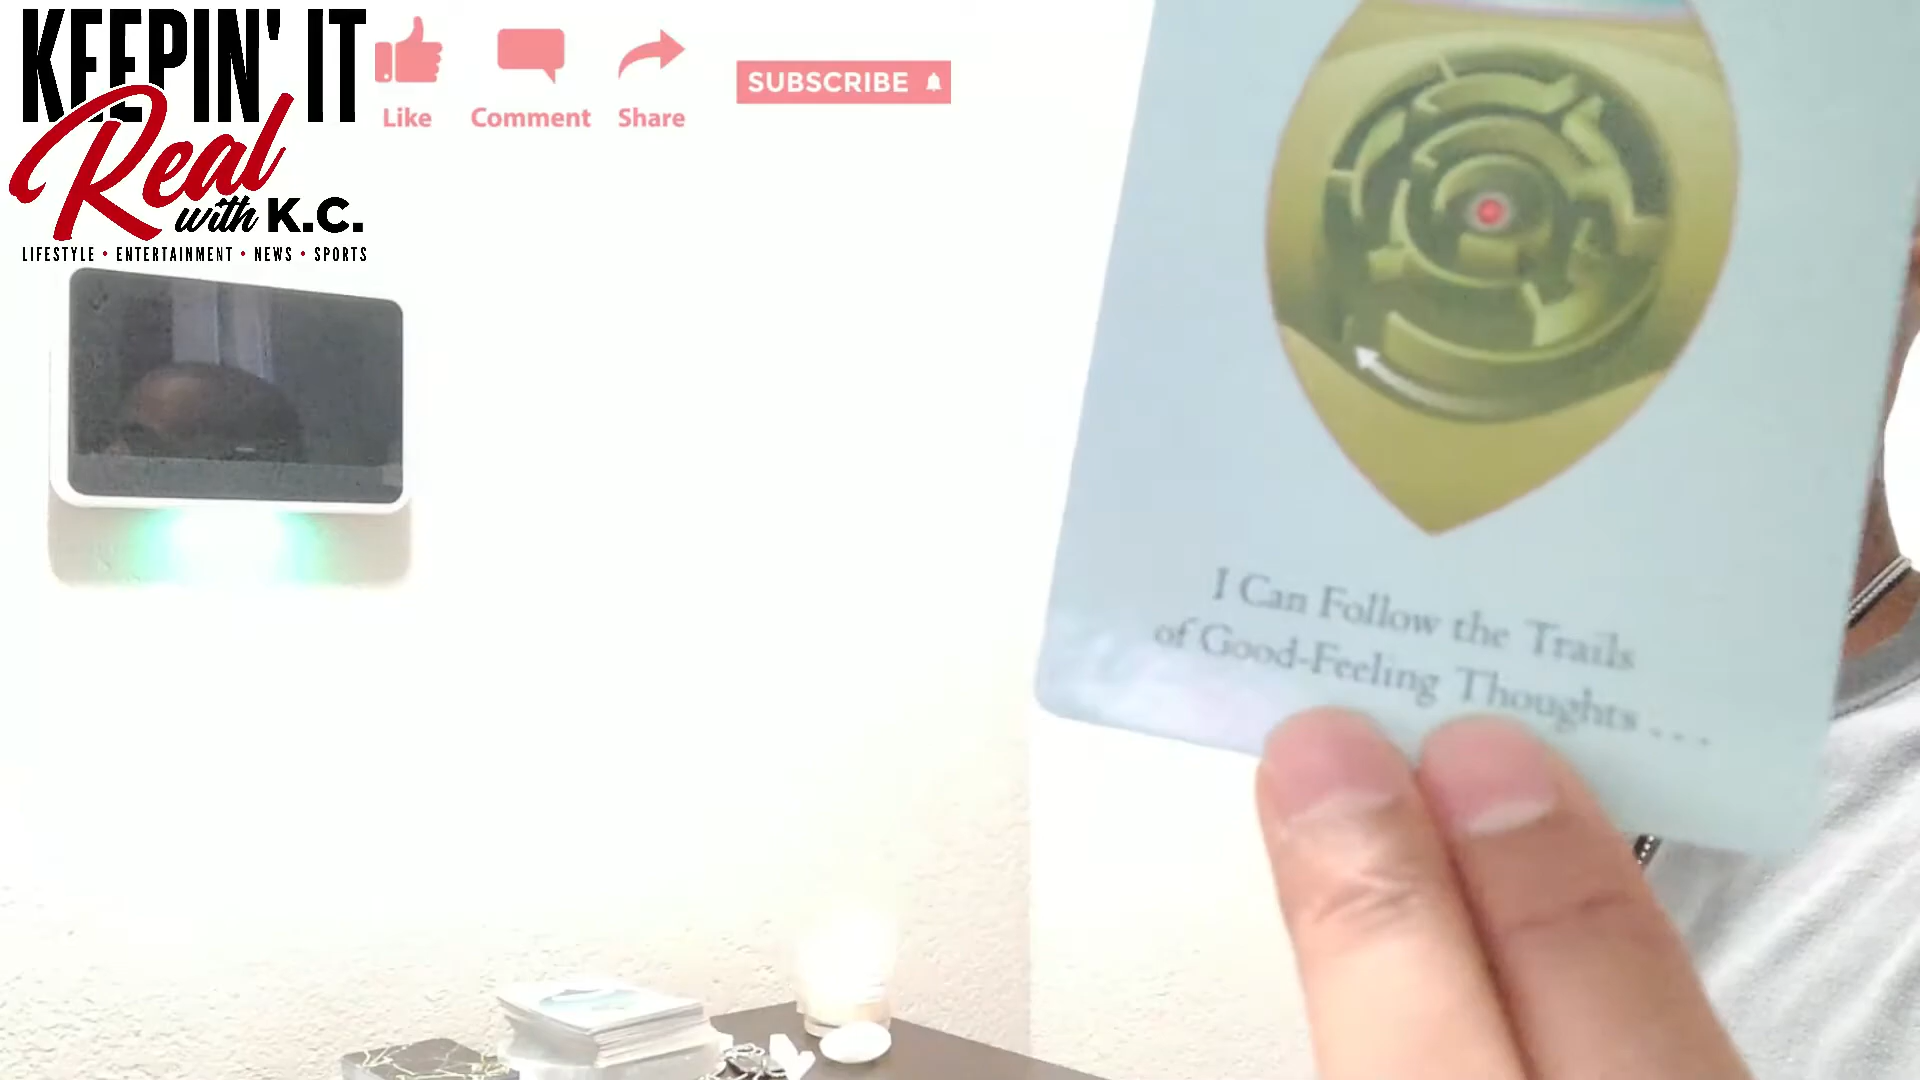 KEEPIN' IT
Real
with K.C.
LIFESTYLE • ENTERTAINMENT • NEWS • SPORTS
Like Comment Share
SUBSCRIBE
I Can Follow the Trails
of Good-Feeling Thoughts . . .